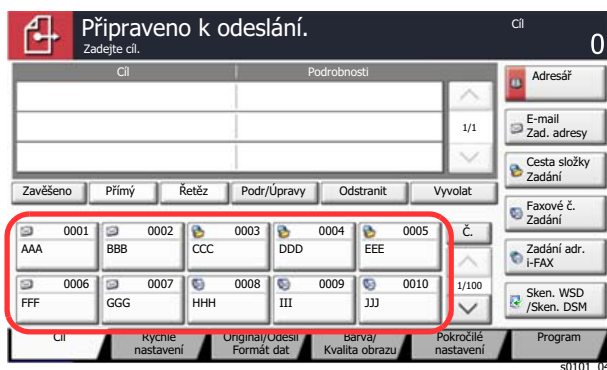 Připraveno k odeslání.
Zadejte cíl.
Cíl
0
Cíl Podrobnosti
1/1
Zavěšeno Přímý Řetěz Podr/Úpravy Odstranit Vyvolat
0001 0002 0003 0004 0005 Č.
AAA BBB CCC DDD EEE
0006 0007 0008 0009 0010 1/100
FFF GGG HHH III JJJ
Adresář
E-mail
Zad. adresy
Cesta složky
Zadání
Faxové č.
Zadání
Zadání adr.
i-FAX
Sken. WSD
/Sken. DSM
Cíl
Rychlé
nastavení
Originál/Odesíl
Formát dat
Barva/
Kvalita obrazu
Pokročilé
nastavení
Program